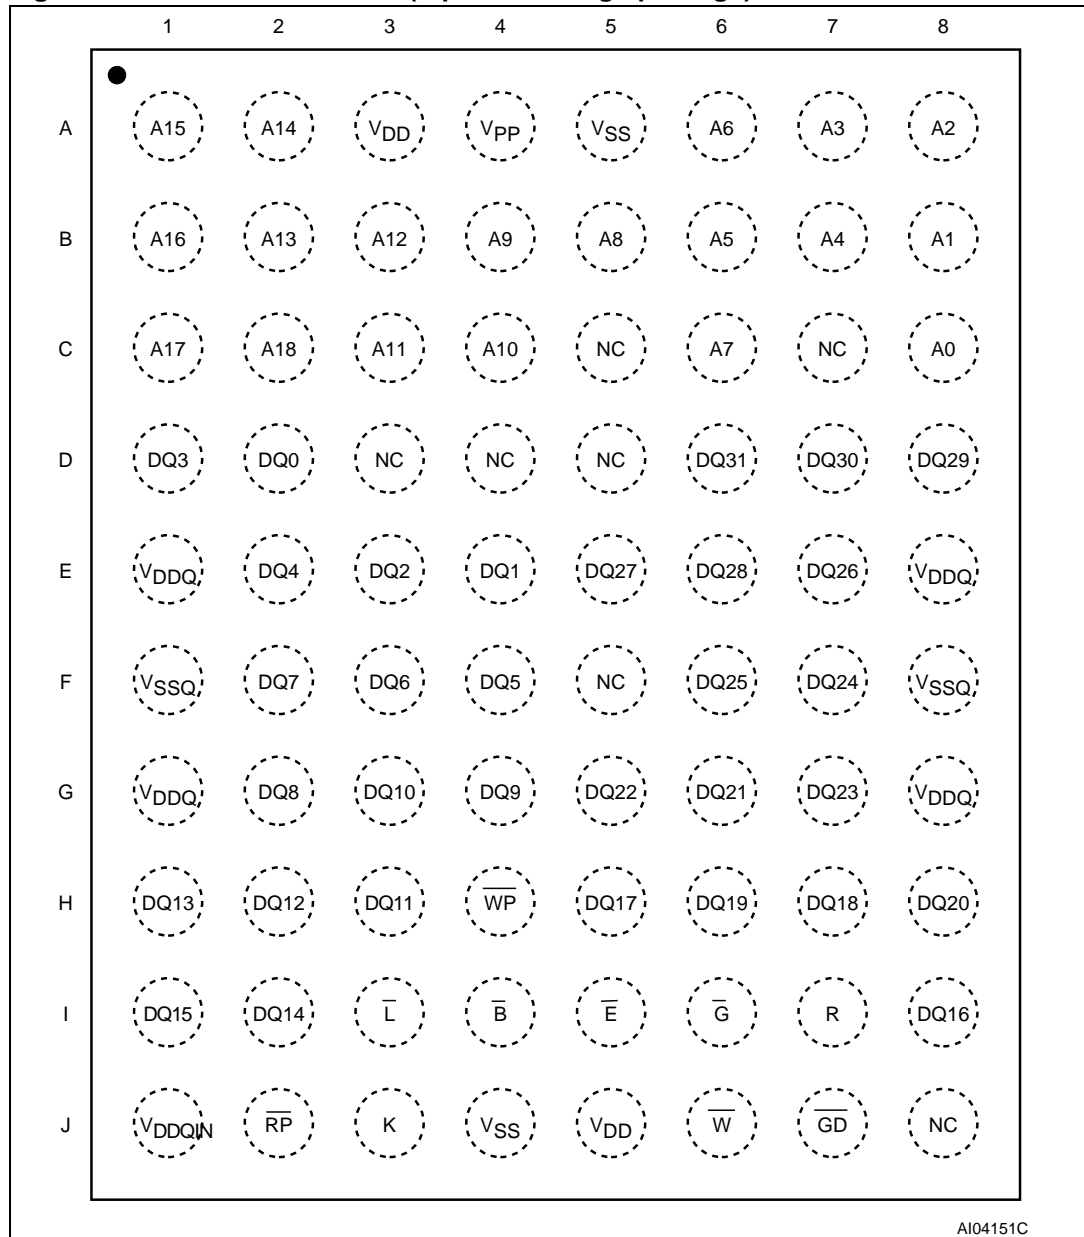 1 2 3 4 5 6 7 8
A A15 A14 VDD VPP VSS A6 A3 A2
B A16 A13 A12 A9 A8 A5 A4 A1
C A17 A18 A11 A10 NC A7 NC A0
D DQ3 DQ0 NC NC NC DQ31 DQ30 DQ29
E VDDQ DQ4 DQ2 DQ1 DQ27 DQ28 DQ26 VDDQ
F VSSQ DQ7 DQ6 DQ5 NC DQ25 DQ24 VSSQ
G VDDQ DQ8 DQ10 DQ9 DQ22 DQ21 DQ23 VDDQ
H DQ13 DQ12 DQ11 W̅P̅ DQ17 DQ19 DQ18 DQ20
I DQ15 DQ14 L̅ B̅ E̅ G̅ R DQ16
J VDDQIN R̅P̅ K VSS VDD W̅ G̅D̅ NC
AI04151C